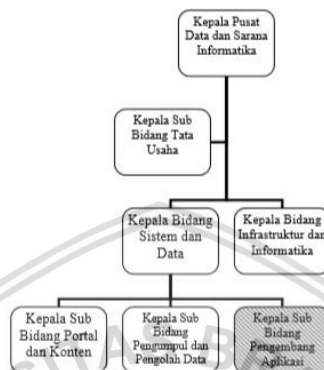 Kepala Pusat
Data dan Sarana
Informatika
Kepala Sub
Bidang Tata
Usaha
Kepala Bidang
Sistem dan
Data
Kepala Bidang
Infrastruktur dan
Informatika
Kepala Sub
Bidang Portal
dan Konten
Kepala Sub
Bidang
Pengumpul dan
Pengolah Data
Kepala Sub
Bidang
Pengembang
Aplikasi